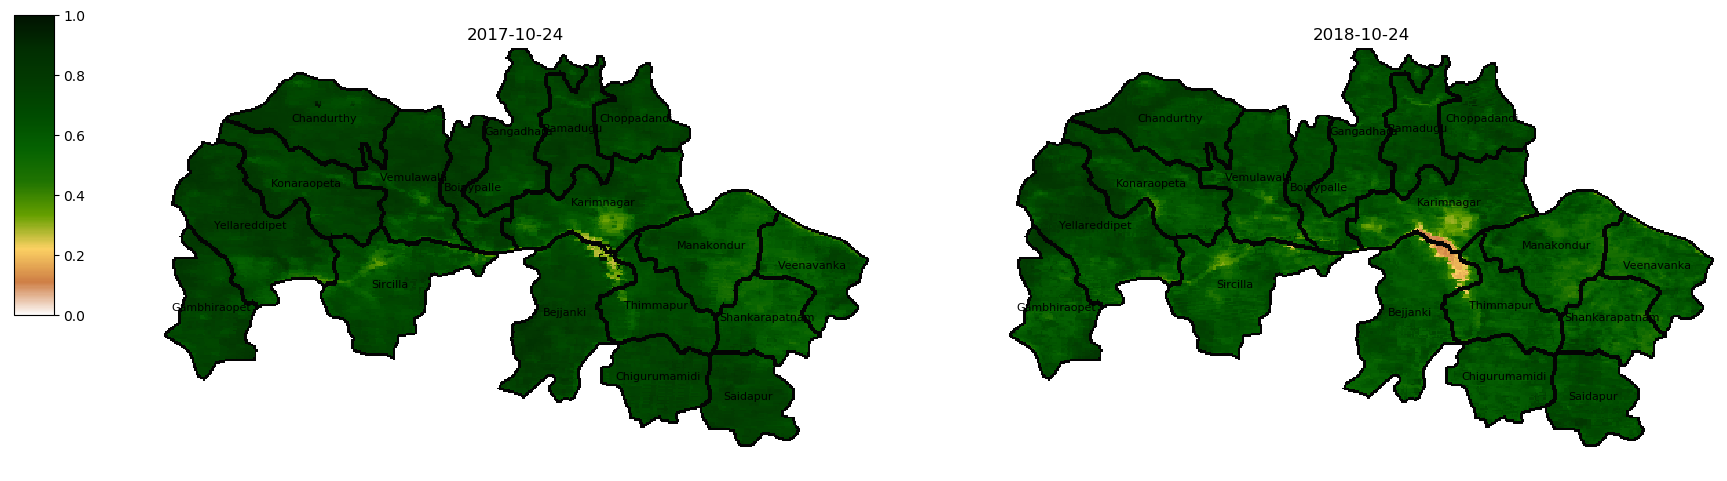 1.0
0.8
0.6
0.4
0.2
0.0
2017-10-24
Chandurthy
Gangadhara
Ramadugu
Choppadandi
Vemulawada
Konaraopeta
Boinpalle
Karimnagar
Yellareddipet
Manakondur
Veenavanka
Sircilla
Gambhiraopet
Bejjanki
Thimmapur
Shankarapatnam
Chigurumamidi
Saidapur
2018-10-24
Chandurthy
Gangadhara
Ramadugu
Choppadandi
Vemulawada
Konaraopeta
Boinpalle
Karimnagar
Yellareddipet
Manakondur
Veenavanka
Sircilla
Gambhiraopet
Bejjanki
Thimmapur
Shankarapatnam
Chigurumamidi
Saidapur